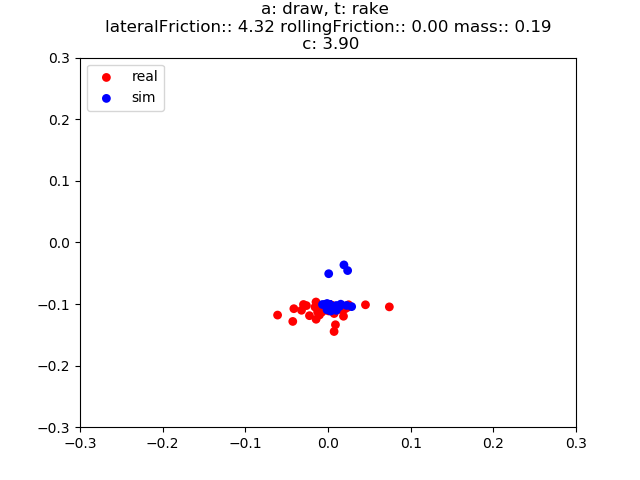 a: draw, t: rake
lateralFriction:: 4.32 rollingFriction:: 0.00 mass:: 0.19
c: 3.90
real
sim
0.3
0.2
0.1
0.0
−0.1
−0.2
−0.3
−0.3 −0.2 −0.1 0.0 0.1 0.2 0.3